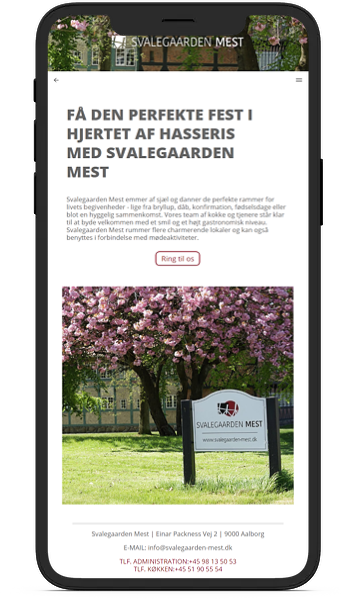 SVALEGAARDEN MEST
FÅ DEN PERFEKTE FEST I
HJERTET AF HASSERIS
MED SVALEGAARDEN
MEST
Svalegaarden Mest emmer af sjæl og danner de perfekte rammer for
livets begivenheder - lige fra bryllup, dåb, konfirmation, fødselsdage eller
blot en hyggelig sammenkomst. Vores team af kokke og tjenere står klar
til at byde velkommen med et smil og et højt gastronomisk niveau.
Svalegaarden Mest rummer flere charmerende lokaler og kan også
benyttes i forbindelse med mødeaktiviteter.
Ring til os
SVALEGAARDEN MEST
www.svalegaarden-mest.dk
Svalegaarden Mest | Einar Packness Vej 2 | 9000 Aalborg
E-MAIL: info@svalegaarden-mest.dk
TLF. ADMINISTRATION:+45 98 13 50 53
TLF. KØKKEN:+45 51 90 55 54